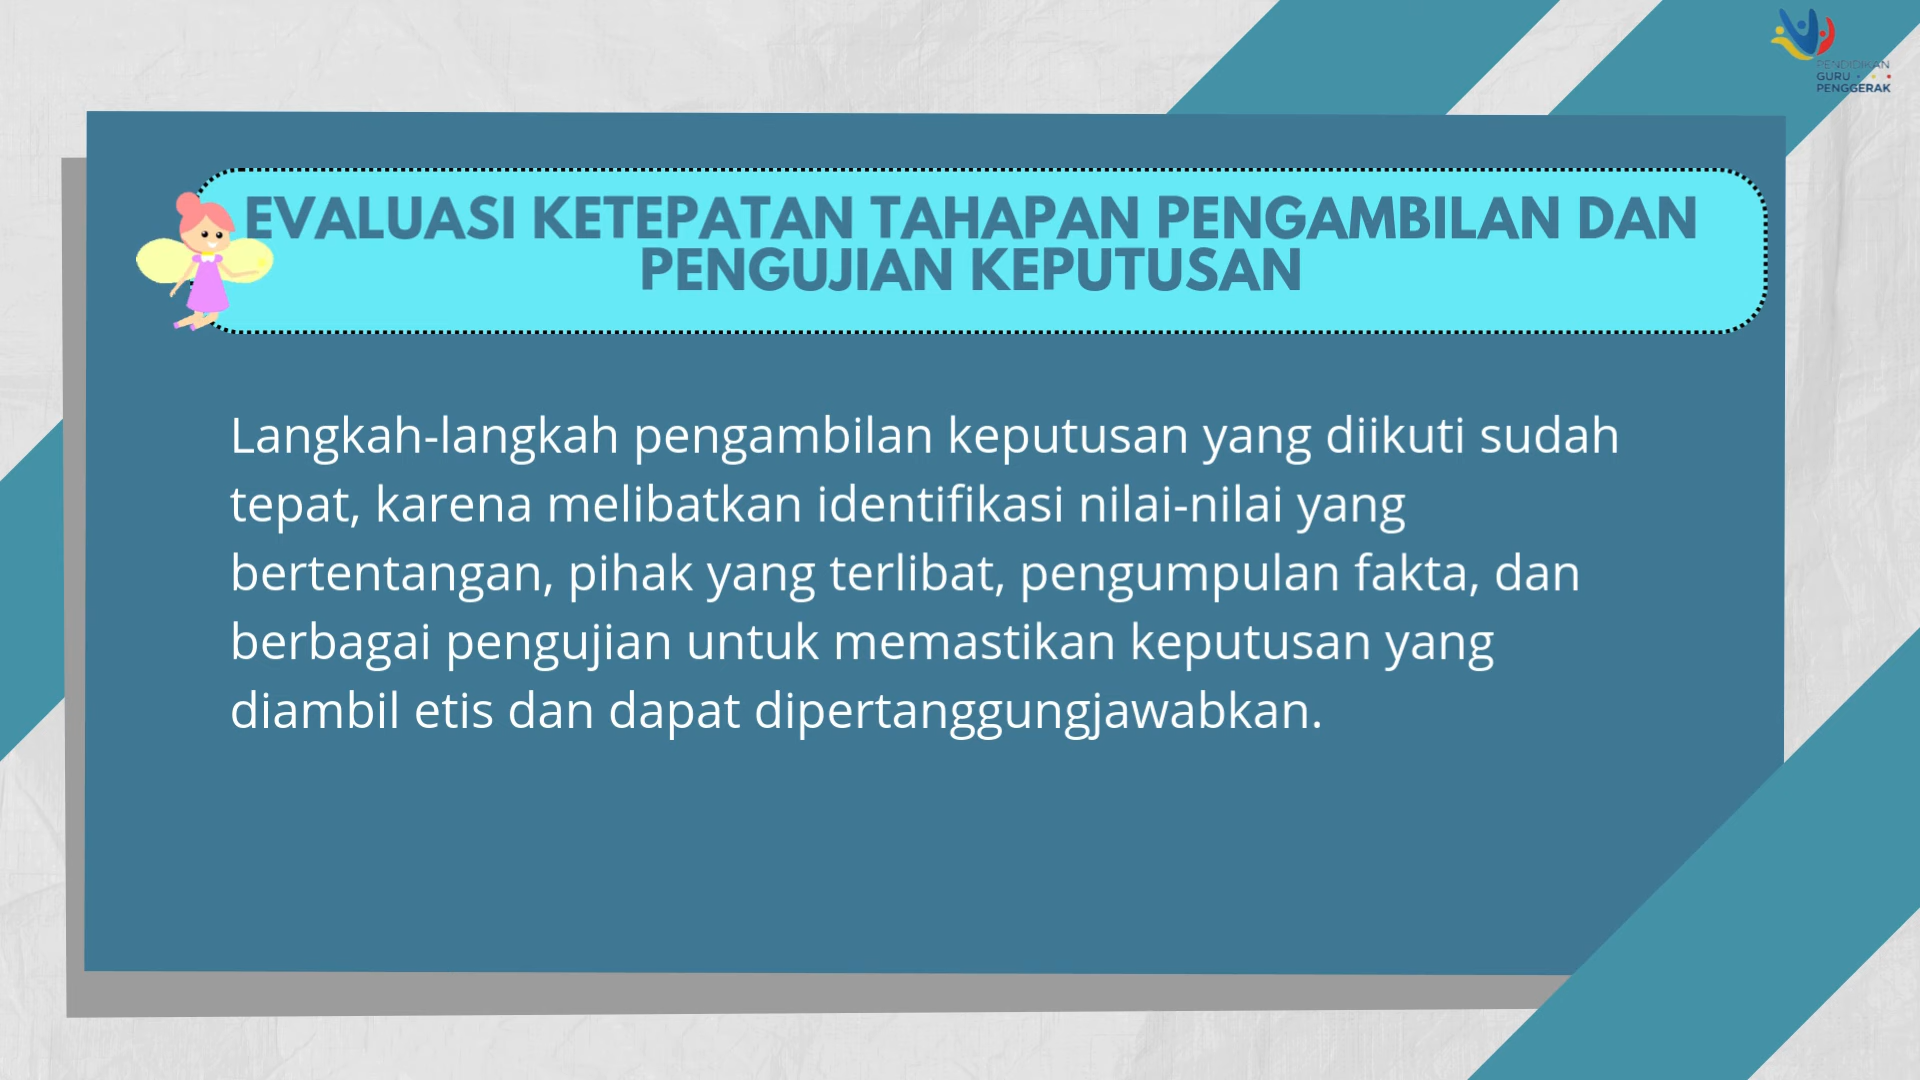 PENDIDIKAN
GURU
PENGGERAK
EVALUASI KETEPATAN TAHAPAN PENGAMBILAN DAN
PENGUJIAN KEPUTUSAN
Langkah-langkah pengambilan keputusan yang diikuti sudah
tepat, karena melibatkan identifikasi nilai-nilai yang
bertentangan, pihak yang terlibat, pengumpulan fakta, dan
berbagai pengujian untuk memastikan keputusan yang
diambil etis dan dapat dipertanggungjawabkan.